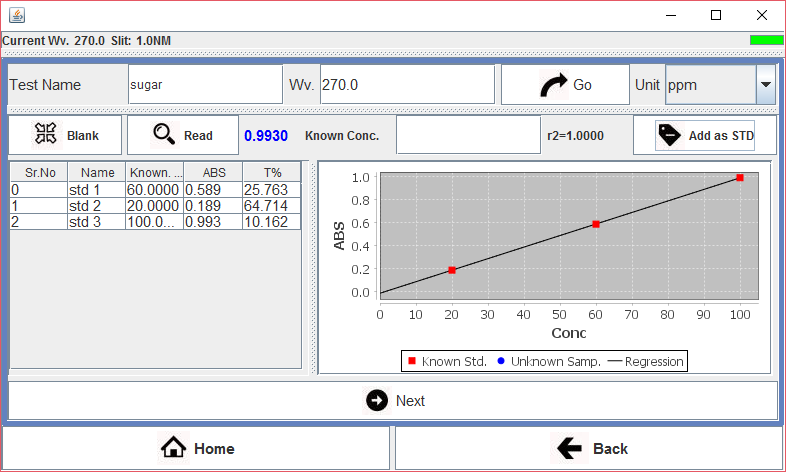 Current Wv. 270.0 Slit: 1.0NM
Test Name sugar Wv. 270.0 Go Unit ppm
Blank Read 0.9930 Known Conc. r2=1.0000 Add as STD
Sr.No Name Known. ... ABS T%
0 std 1 60.0000 0.589 25.763
1 std 2 20.0000 0.189 64.714
2 std 3 100.0... 0.993 10.162
ABS
1.0
0.8
0.6
0.4
0.2
0.0
0 10 20 30 40 50 60 70 80 90 100
Conc
Known Std. Unknown Samp. Regression
Next
Home Back